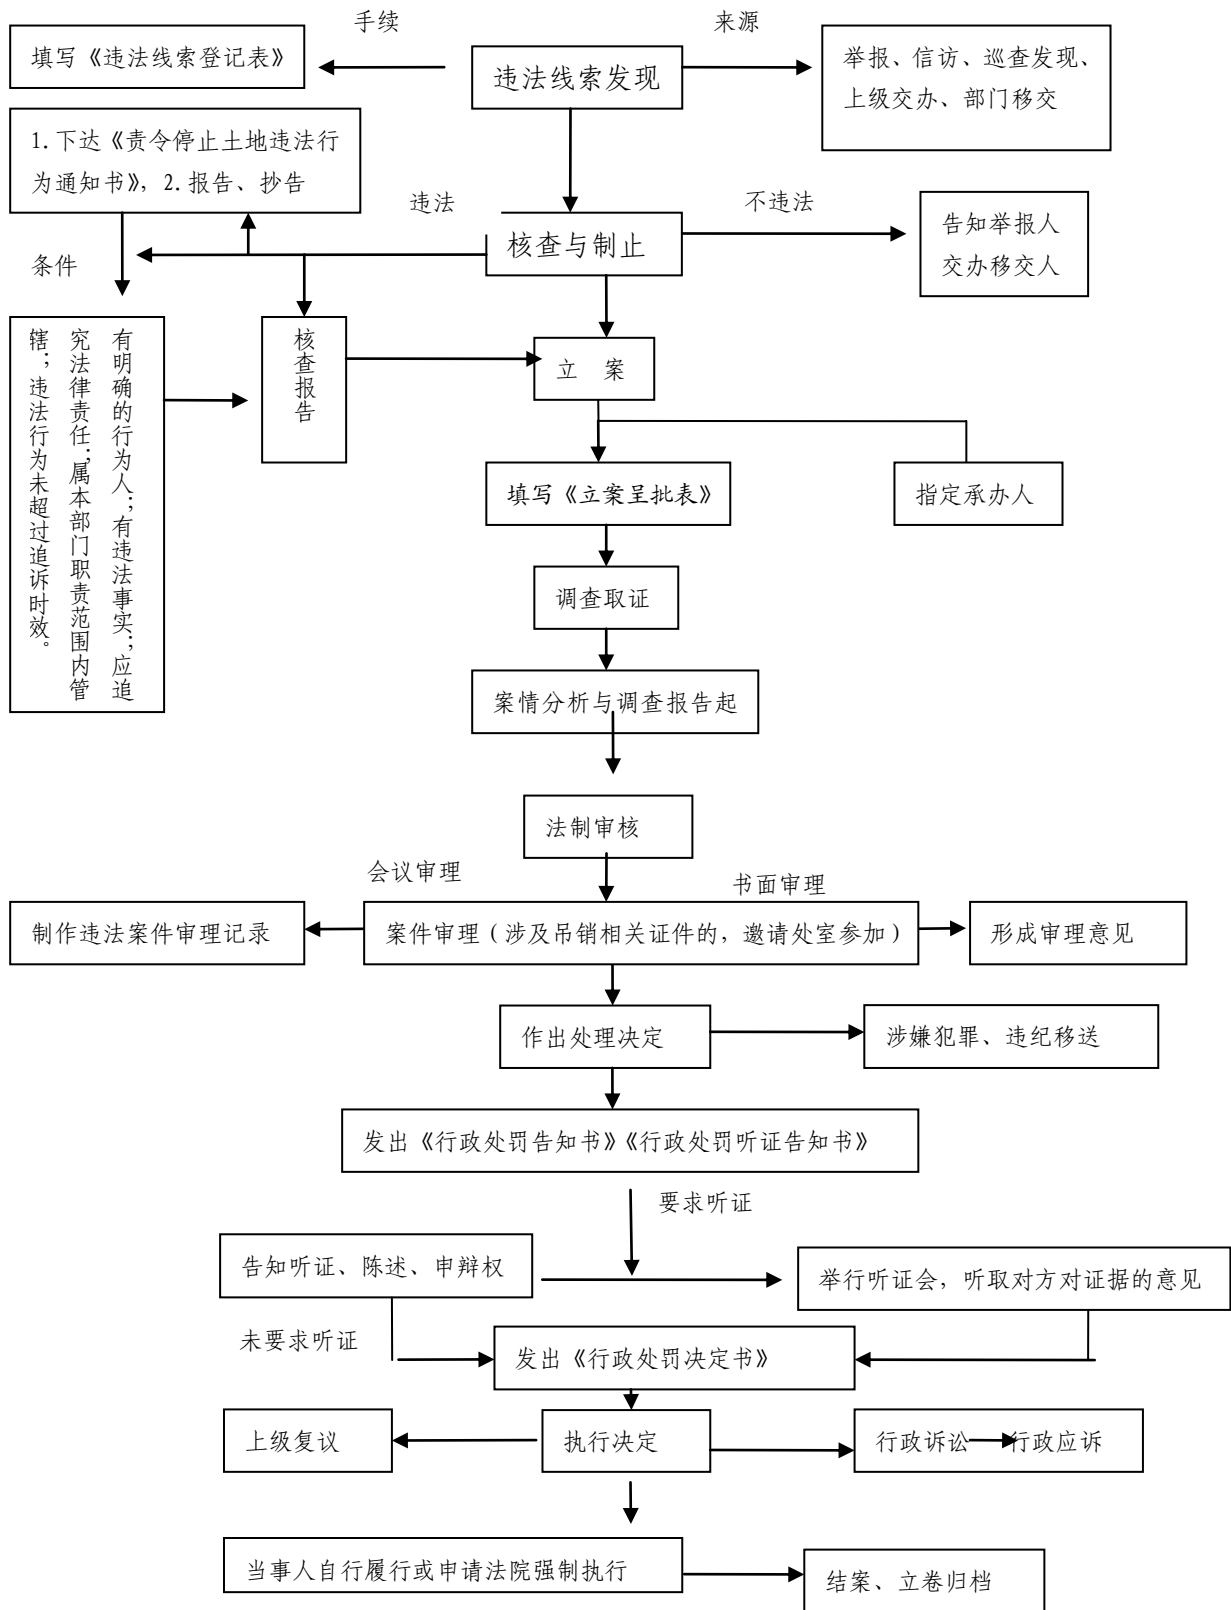 手续
来源
填写《违法线索登记表》
违法线索发现
举报、信访、巡查发现、
上级交办、部门移交
1.下达《责令停止土地违法行
为通知书》，2.报告、抄告
违法
不违法
核查与制止
告知举报人
交办移交人
条件
有明确的行为人；有违法事实；应追
究法律责任；属本部门职责范围内管
辖；违法行为未超过追诉时效。
核查报告
立 案
填写《立案呈批表》
指定承办人
调查取证
案情分析与调查报告起
法制审核
会议审理
书面审理
制作违法案件审理记录
案件审理（涉及吊销相关证件的，邀请处室参加）
形成审理意见
作出处理决定
涉嫌犯罪、违纪移送
发出《行政处罚告知书》《行政处罚听证告知书》
要求听证
告知听证、陈述、申辩权
举行听证会，听取对方对证据的意见
未要求听证
发出《行政处罚决定书》
上级复议
执行决定
行政诉讼
行政应诉
当事人自行履行或申请法院强制执行
结案、立卷归档